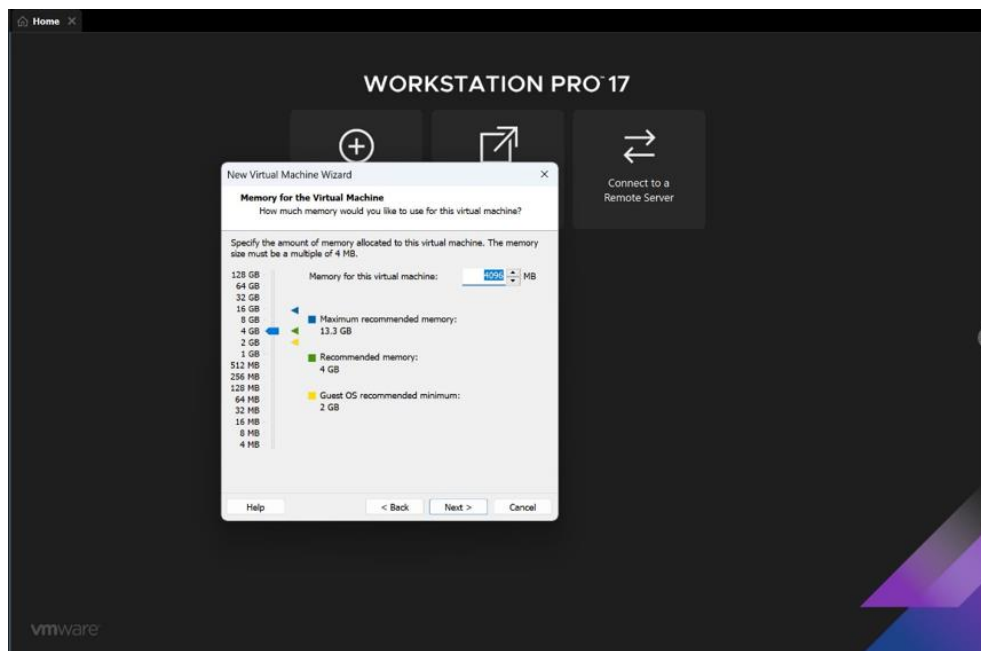 Home
WORKSTATION PRO™ 17
Connect to a
Remote Server
New Virtual Machine Wizard
Memory for the Virtual Machine
How much memory would you like to use for this virtual machine?
Specify the amount of memory allocated to this virtual machine. The memory
size must be a multiple of 4 MB.
Memory for this virtual machine: 4096 MB
128 GB
64 GB
32 GB
16 GB
8 GB
4 GB
2 GB
1 GB
512 MB
256 MB
128 MB
64 MB
32 MB
16 MB
8 MB
4 MB
Maximum recommended memory:
13.3 GB
Recommended memory:
4 GB
Guest OS recommended minimum:
2 GB
Help
< Back
Next >
Cancel
vmware